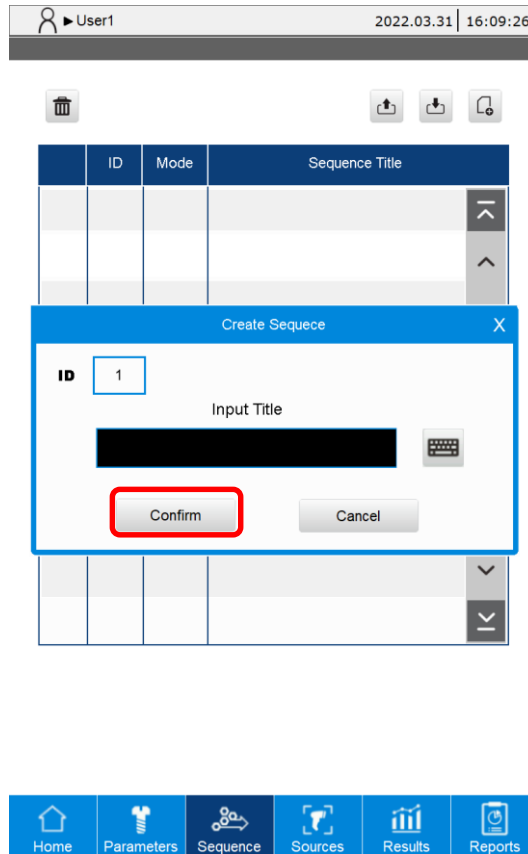 User1 2022.03.31 16:09:26
ID Mode Sequence Title
Create Sequece X
ID 1
Input Title
Confirm Cancel
Home Parameters Sequence Sources Results Reports